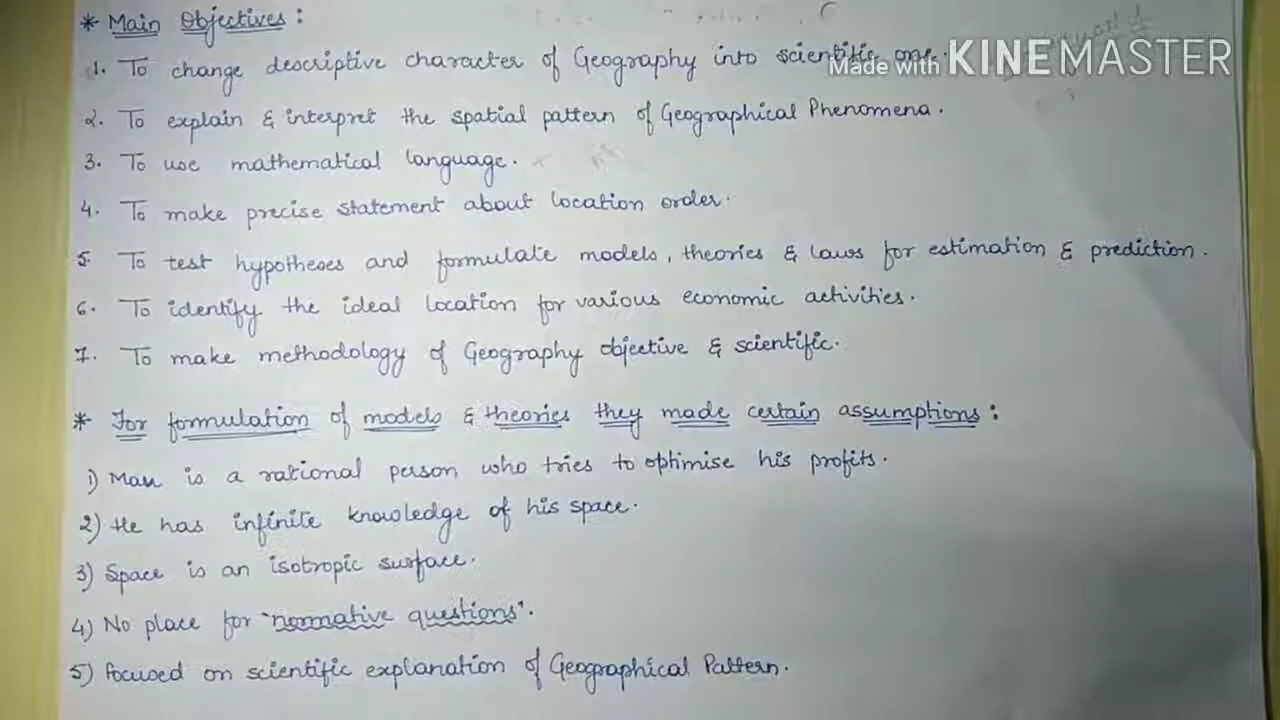 * Main Objectives:
1. To change descriptive character of Geography into scientific one.
Made with KINEMASTER
2. To explain & interpret the spatial pattern of Geographical Phenomena.
3. To use mathematical language.
4. To make precise statement about location order.
5. To test hypotheses and formulate models, theories & laws for estimation & prediction.
6. To identify the ideal location for various economic activities.
7. To make methodology of Geography objective & scientific.
* For formulation of models & theories they made certain assumptions:
1) Man is a rational person who tries to optimise his profits.
2) He has infinite knowledge of his space.
3) Space is an isotropic surface.
4) No place for "normative questions".
5) Focused on scientific explanation of Geographical Pattern.